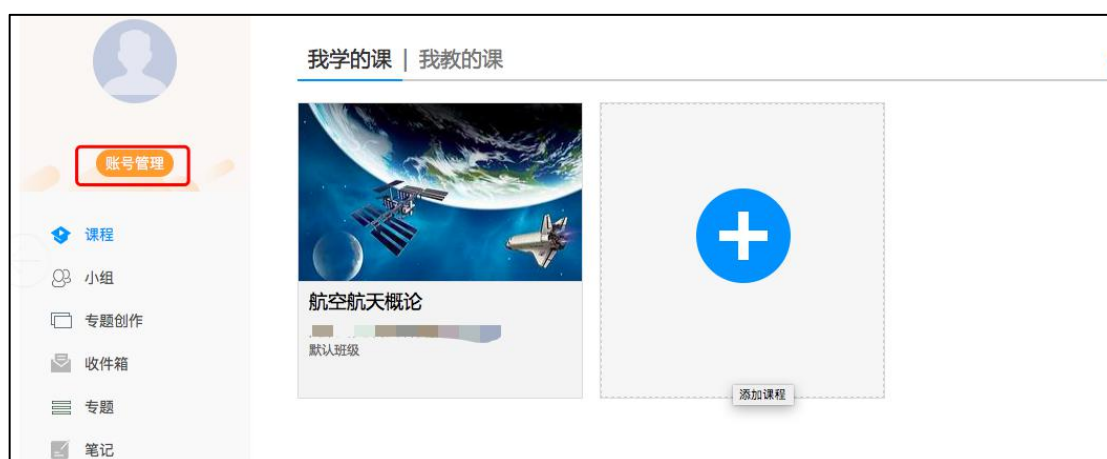 我学的课 | 我教的课
账号管理
课程
小组
专题创作
收件箱
专题
笔记
航空航天概论
默认班级
添加课程